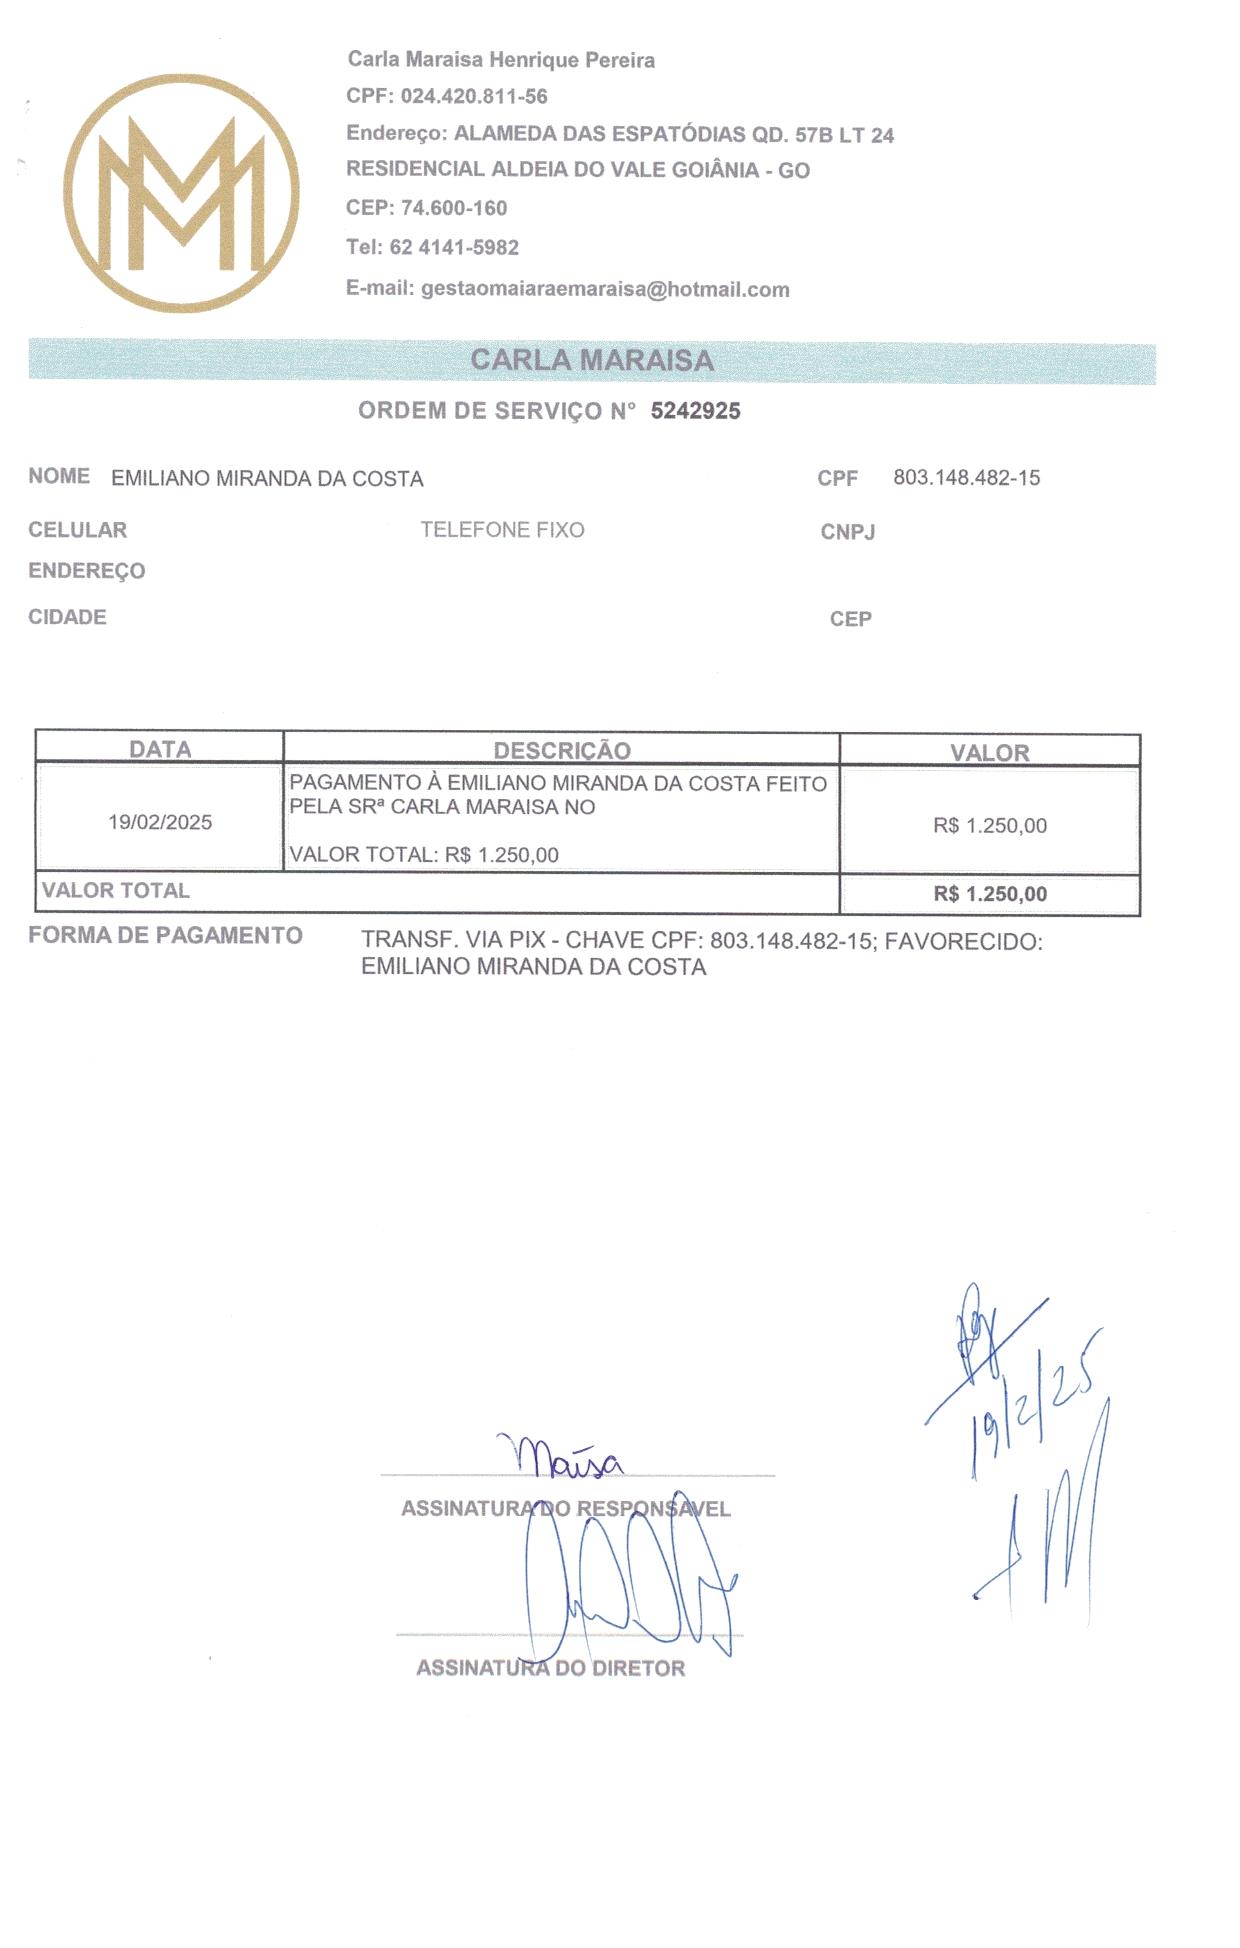 Carla Maraisa Henrique Pereira
CPF: 024.420.811-56
Endereço: ALAMEDA DAS ESPATÓDIAS QD. 57B LT 24
RESIDENCIAL ALDEIA DO VALE GOIÂNIA - GO
CEP: 74.600-160
Tel: 62 4141-5982
E-mail: gestaomaiaraemaraisa@hotmail.com
CARLA MARAISA
ORDEM DE SERVIÇO N° 5242925
NOME EMILIANO MIRANDA DA COSTA CPF 803.148.482-15
CELULAR TELEFONE FIXO CNPJ
ENDEREÇO
CIDADE CEP
DATA DESCRIÇÃO VALOR
PAGAMENTO À EMILIANO MIRANDA DA COSTA FEITO
PELA SRª CARLA MARAISA NO
19/02/2025 R$ 1.250,00
VALOR TOTAL: R$ 1.250,00
VALOR TOTAL R$ 1.250,00
FORMA DE PAGAMENTO TRANSF. VIA PIX - CHAVE CPF: 803.148.482-15; FAVORECIDO:
EMILIANO MIRANDA DA COSTA
19/2/25
Maísa
ASSINATURA DO RESPONSÁVEL
ASSINATURA DO DIRETOR